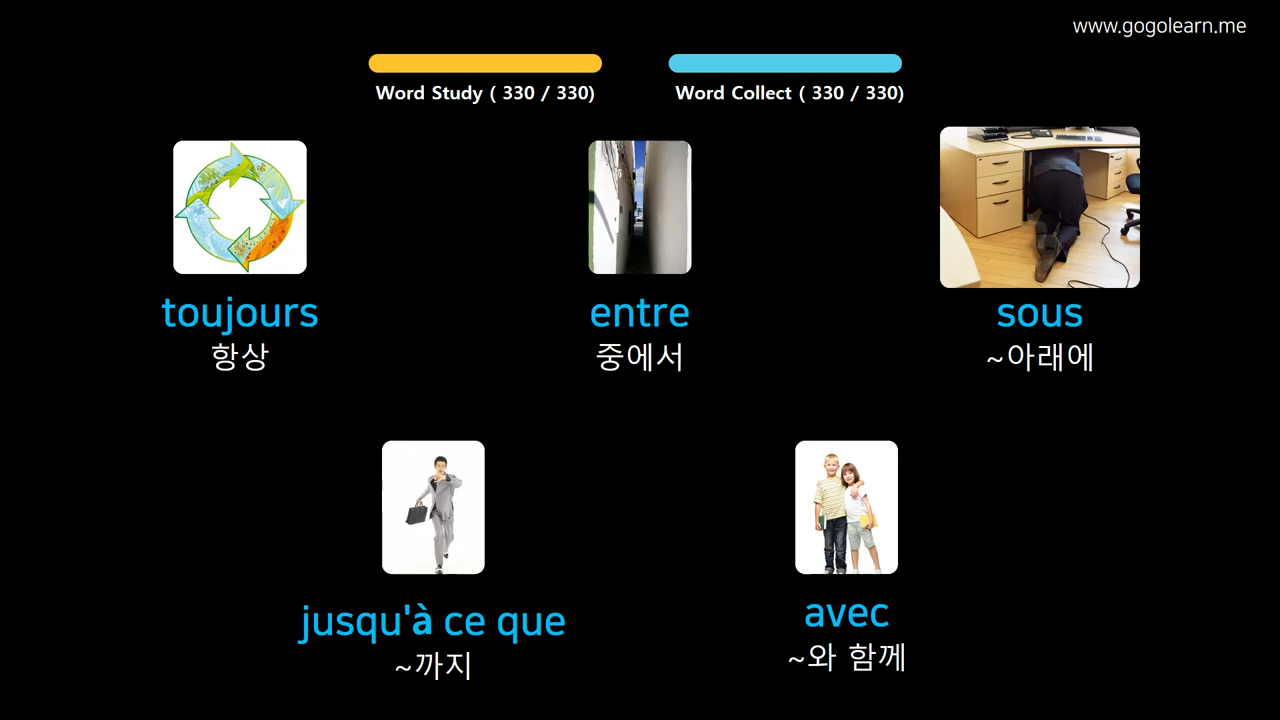 www.gogolearn.me
Word Study ( 330 / 330)
Word Collect ( 330 / 330)
toujours
항상
entre
중에서
sous
~아래에
jusqu'à ce que
~까지
avec
~와 함께